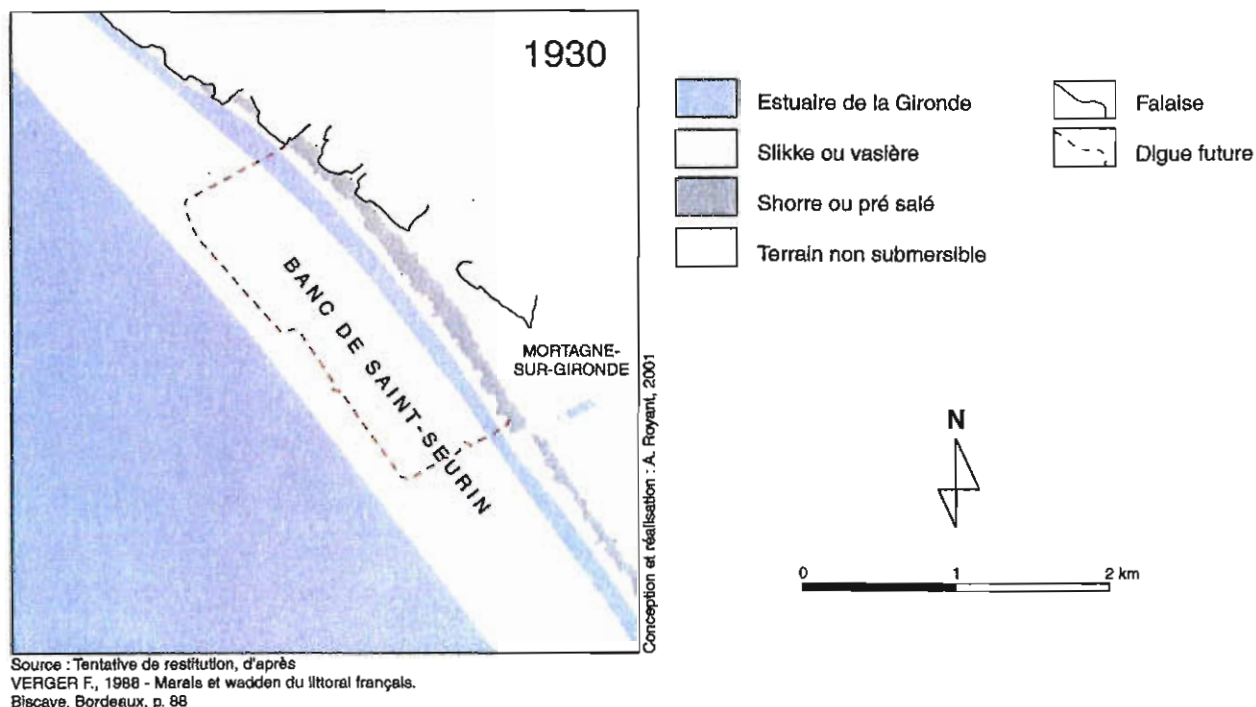 1930
BANC DE SAINT-SEURIN
MORTAGNE-
SUR-GIRONDE
Conception et réalisation : A. Royant, 2001
Source : Tentative de restitution, d'après
VERGER F., 1988 - Marais et wadden du littoral français.
Biscaye, Bordeaux, p. 88
Estuaire de la Gironde
Slikke ou vasière
Shorre ou pré salé
Terrain non submersible
Falaise
Digue future
N
0 1 2 km